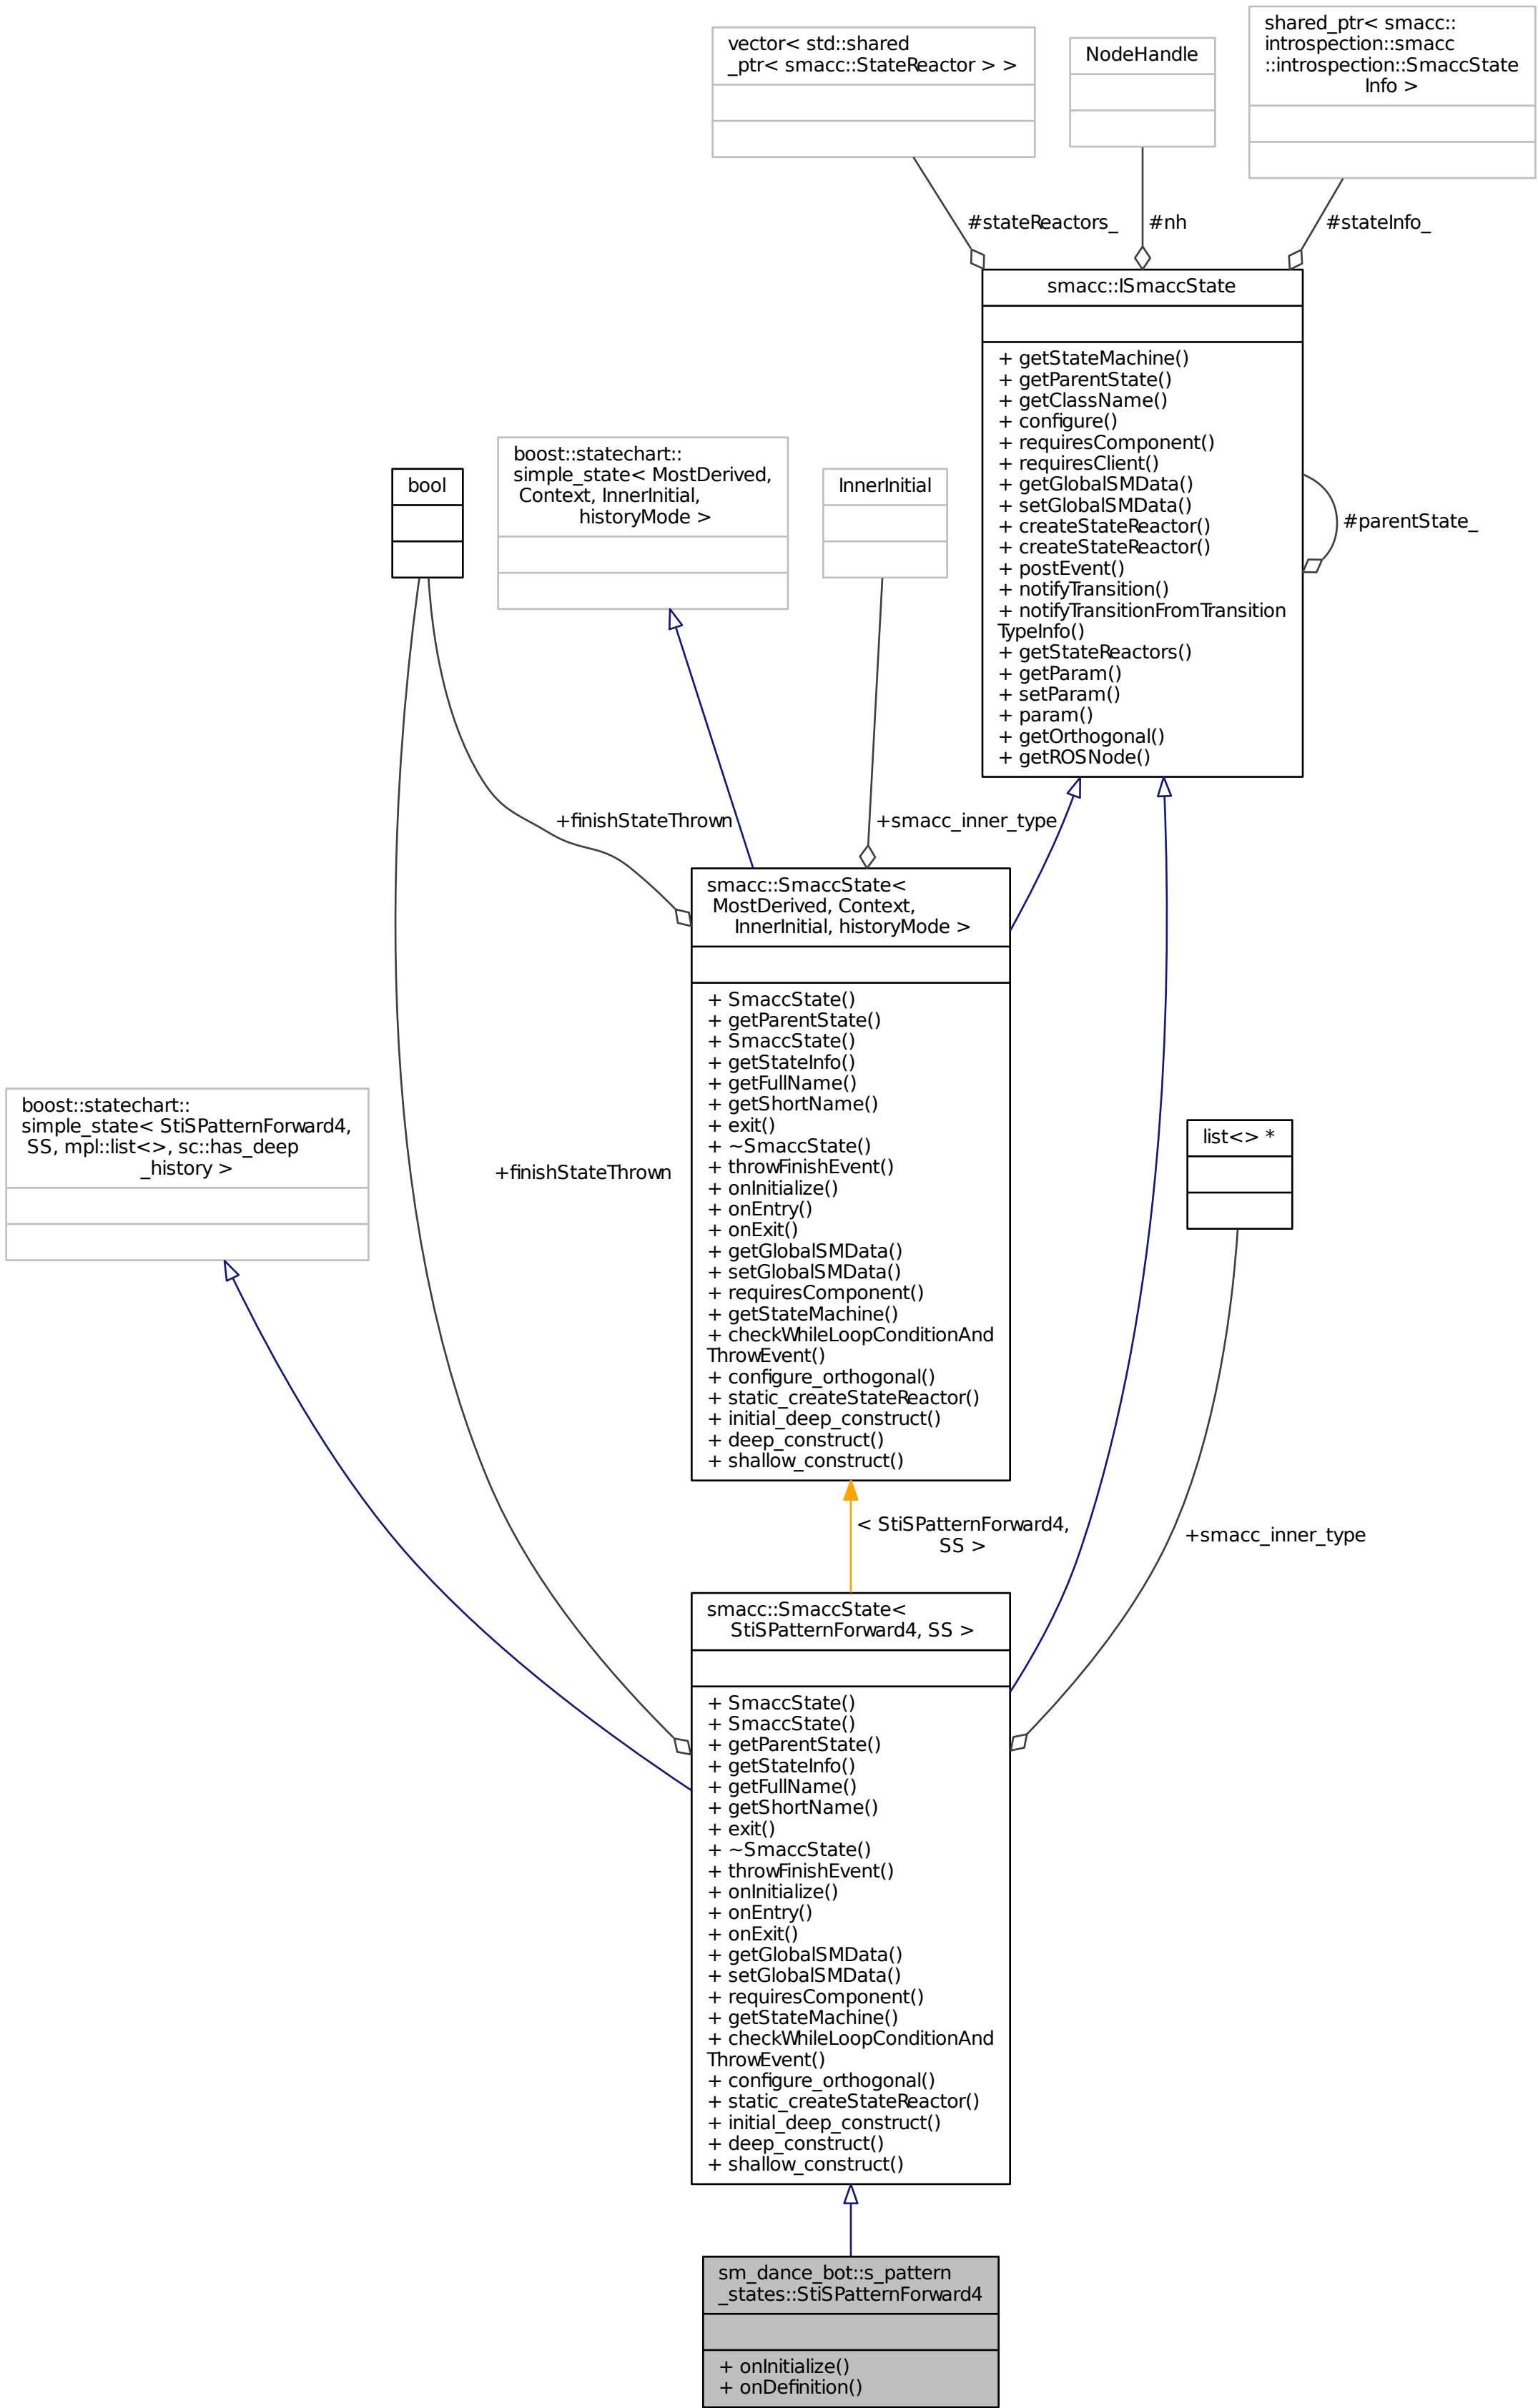 vector< std::shared
_ptr< smacc::StateReactor > >
NodeHandle
shared_ptr< smacc::
introspection::smacc
::introspection::SmaccState
Info >
#stateReactors_
#nh
#stateInfo_
smacc::ISmaccState
+ getStateMachine()
+ getParentState()
+ getClassName()
+ configure()
+ requiresComponent()
+ requiresClient()
+ getGlobalSMData()
+ setGlobalSMData()
+ createStateReactor()
+ createStateReactor()
+ postEvent()
+ notifyTransition()
+ notifyTransitionFromTransition
TypeInfo()
+ getStateReactors()
+ getParam()
+ setParam()
+ param()
+ getOrthogonal()
+ getROSNode()
#parentState_
bool
boost::statechart::
simple_state< MostDerived,
Context, InnerInitial,
historyMode >
InnerInitial
+finishStateThrown
+smacc_inner_type
smacc::SmaccState<
MostDerived, Context,
InnerInitial, historyMode >
+ SmaccState()
+ getParentState()
+ SmaccState()
+ getStateInfo()
+ getFullName()
+ getShortName()
+ exit()
+ ~SmaccState()
+ throwFinishEvent()
+ onInitialize()
+ onEntry()
+ onExit()
+ getGlobalSMData()
+ setGlobalSMData()
+ requiresComponent()
+ getStateMachine()
+ checkWhileLoopConditionAnd
ThrowEvent()
+ configure_orthogonal()
+ static_createStateReactor()
+ initial_deep_construct()
+ deep_construct()
+ shallow_construct()
boost::statechart::
simple_state< StiSPatternForward4,
SS, mpl::list<>, sc::has_deep
_history >
+finishStateThrown
list<> *
< StiSPatternForward4,
SS >
+smacc_inner_type
smacc::SmaccState<
StiSPatternForward4, SS >
+ SmaccState()
+ SmaccState()
+ getParentState()
+ getStateInfo()
+ getFullName()
+ getShortName()
+ exit()
+ ~SmaccState()
+ throwFinishEvent()
+ onInitialize()
+ onEntry()
+ onExit()
+ getGlobalSMData()
+ setGlobalSMData()
+ requiresComponent()
+ getStateMachine()
+ checkWhileLoopConditionAnd
ThrowEvent()
+ configure_orthogonal()
+ static_createStateReactor()
+ initial_deep_construct()
+ deep_construct()
+ shallow_construct()
sm_dance_bot::s_pattern
_states::StiSPatternForward4
+ onInitialize()
+ onDefinition()